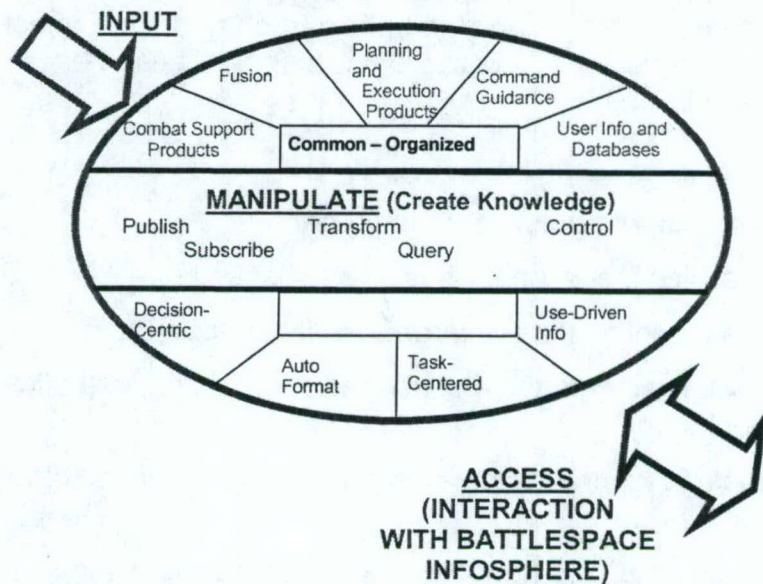 INPUT
Fusion
Planning
and
Execution
Products
Command
Guidance
Combat Support
Products
Common – Organized
User Info and
Databases
MANIPULATE (Create Knowledge)
Publish Transform Control
Subscribe Query
Decision-
Centric
Use-Driven
Info
Auto
Format
Task-
Centered
ACCESS
(INTERACTION
WITH BATTLESPACE
INFOSPHERE)